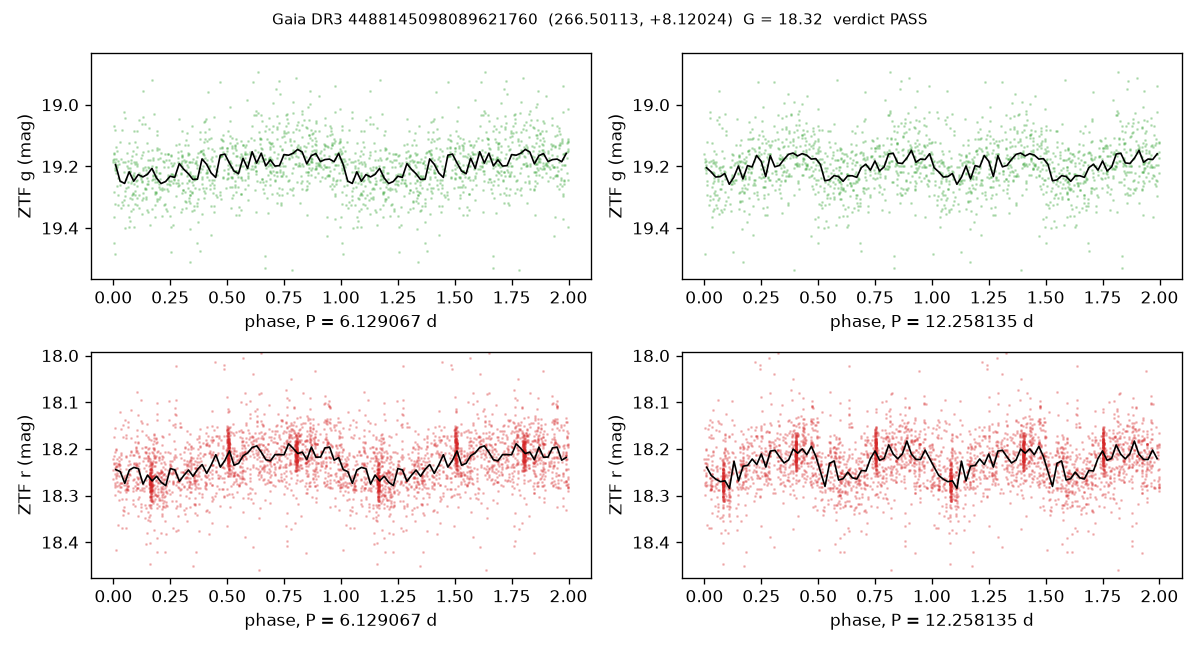 Gaia DR3 4488145098089621760 (266.50113, +8.12024) G = 18.32 verdict PASS
ZTF g (mag)
19.0
19.2
19.4
0.00 0.25 0.50 0.75 1.00 1.25 1.50 1.75 2.00
phase, P = 6.129067 d
ZTF g (mag)
19.0
19.2
19.4
0.00 0.25 0.50 0.75 1.00 1.25 1.50 1.75 2.00
phase, P = 12.258135 d
ZTF r (mag)
18.0
18.1
18.2
18.3
18.4
0.00 0.25 0.50 0.75 1.00 1.25 1.50 1.75 2.00
phase, P = 6.129067 d
ZTF r (mag)
18.0
18.1
18.2
18.3
18.4
0.00 0.25 0.50 0.75 1.00 1.25 1.50 1.75 2.00
phase, P = 12.258135 d